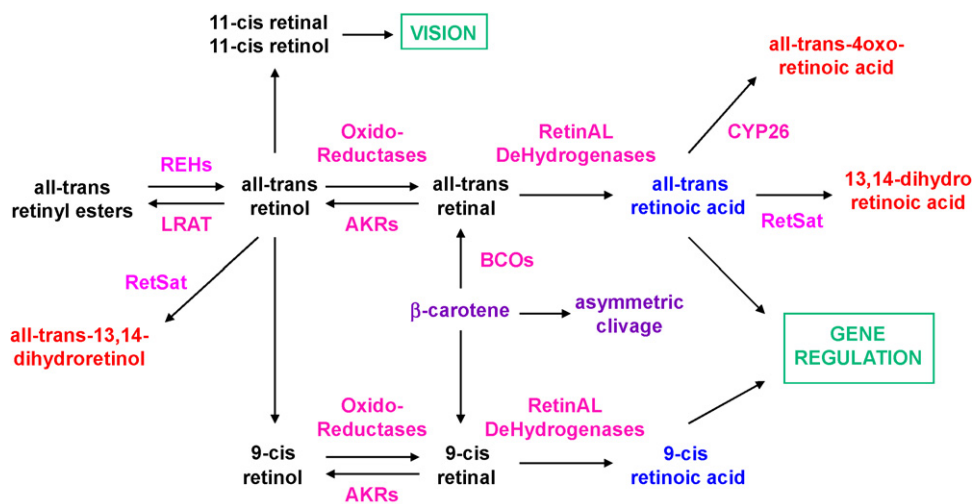 11-cis retinal
11-cis retinol
VISION
all-trans-4oxo-
retinoic acid
CYP26
Oxido-
Reductases
RetinAL
DeHydrogenases
REHs
all-trans
retinyl esters
LRAT
all-trans
retinol
AKRs
all-trans
retinal
all-trans
retinoic acid
13,14-dihydro
retinoic acid
RetSat
RetSat
BCOs
β-carotene
asymmetric
clivage
all-trans-13,14-
dihydroretinol
GENE
REGULATION
Oxido-
Reductases
RetinAL
DeHydrogenases
9-cis
retinol
AKRs
9-cis
retinal
9-cis
retinoic acid